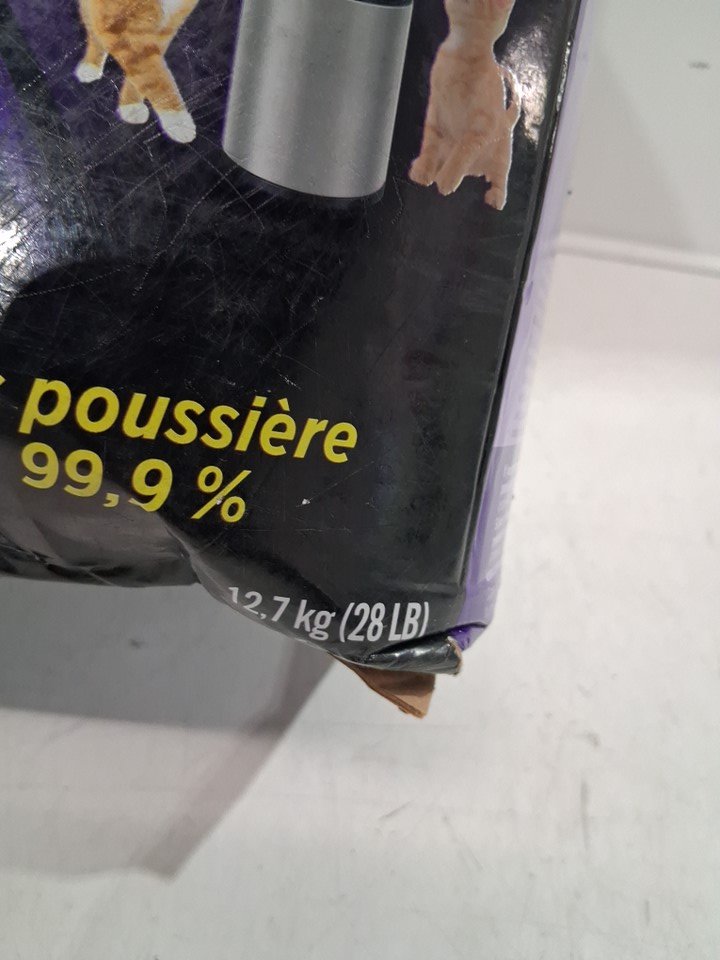 poussière
99,9 %
12,7 kg (28 LB)